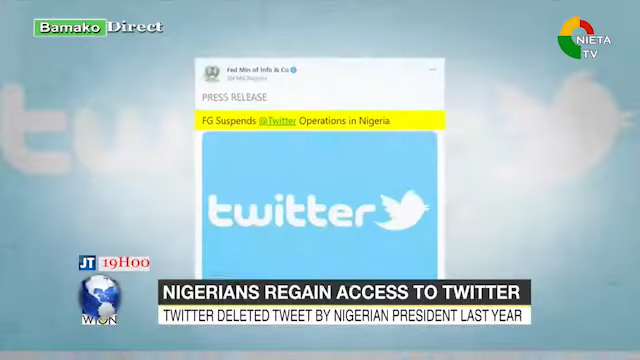 Bamako Direct
NIETA
TV
Fed Min of Info & Cu
PRESS RELEASE
FG Suspends @Twitter Operations in Nigeria
twitter
JT 19H00
WION
NIGERIANS REGAIN ACCESS TO TWITTER
TWITTER DELETED TWEET BY NIGERIAN PRESIDENT LAST YEAR